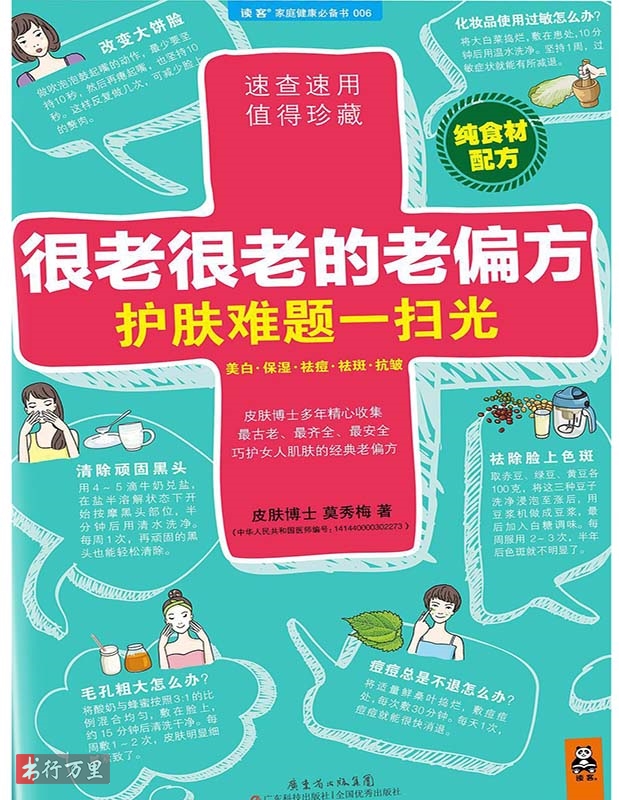 读客® 家庭健康必备书 006
改变大饼脸
做吹泡泡鼓起嘴的动作，最少要坚
持10秒，然后再瘪起嘴，也坚持10
秒。这样反复做几次，可减少脸上
的赘肉。
化妆品使用过敏怎么办?
将大白菜捣烂，敷在患处，10分
钟后用温水洗净。坚持1周，过
敏症状就能有所减退。
速查速用
值得珍藏
纯食材
配方
很老很老的老偏方
护肤难题一扫光
美白·保湿·祛痘·祛斑·抗皱
皮肤博士多年精心收集
最古老、最齐全、最安全
巧护女人肌肤的经典老偏方
皮肤博士 莫秀梅 著
(中华人民共和国医师编号：141440000302273)
清除顽固黑头
用4～5滴牛奶兑盐，
在盐半溶解状态下开
始按摩黑头部位，半
分钟后用清水洗净。
每周1次，再顽固的黑
头也能轻松清除。
祛除脸上色斑
取赤豆、绿豆、黄豆各
100克，将这三种豆子
洗净浸泡至涨后，用
豆浆机做成豆浆，最
后加入白糖调味。每
周服用2～3次，半年
后色斑就不明显了。
毛孔粗大怎么办?
将酸奶与蜂蜜按照3:1的比
例混合均匀，敷在脸上，
约15分钟后清洗干净。每
周敷1～2次，皮肤明显细
致了。
痘痘总是不退怎么办?
将适量鲜桑叶捣烂，敷痘痘
处，每次敷30分钟。每天1次，
痘痘就能很快消退。
书行万里
广东省出版集团
广东科技出版社|全国优秀出版社
读客®